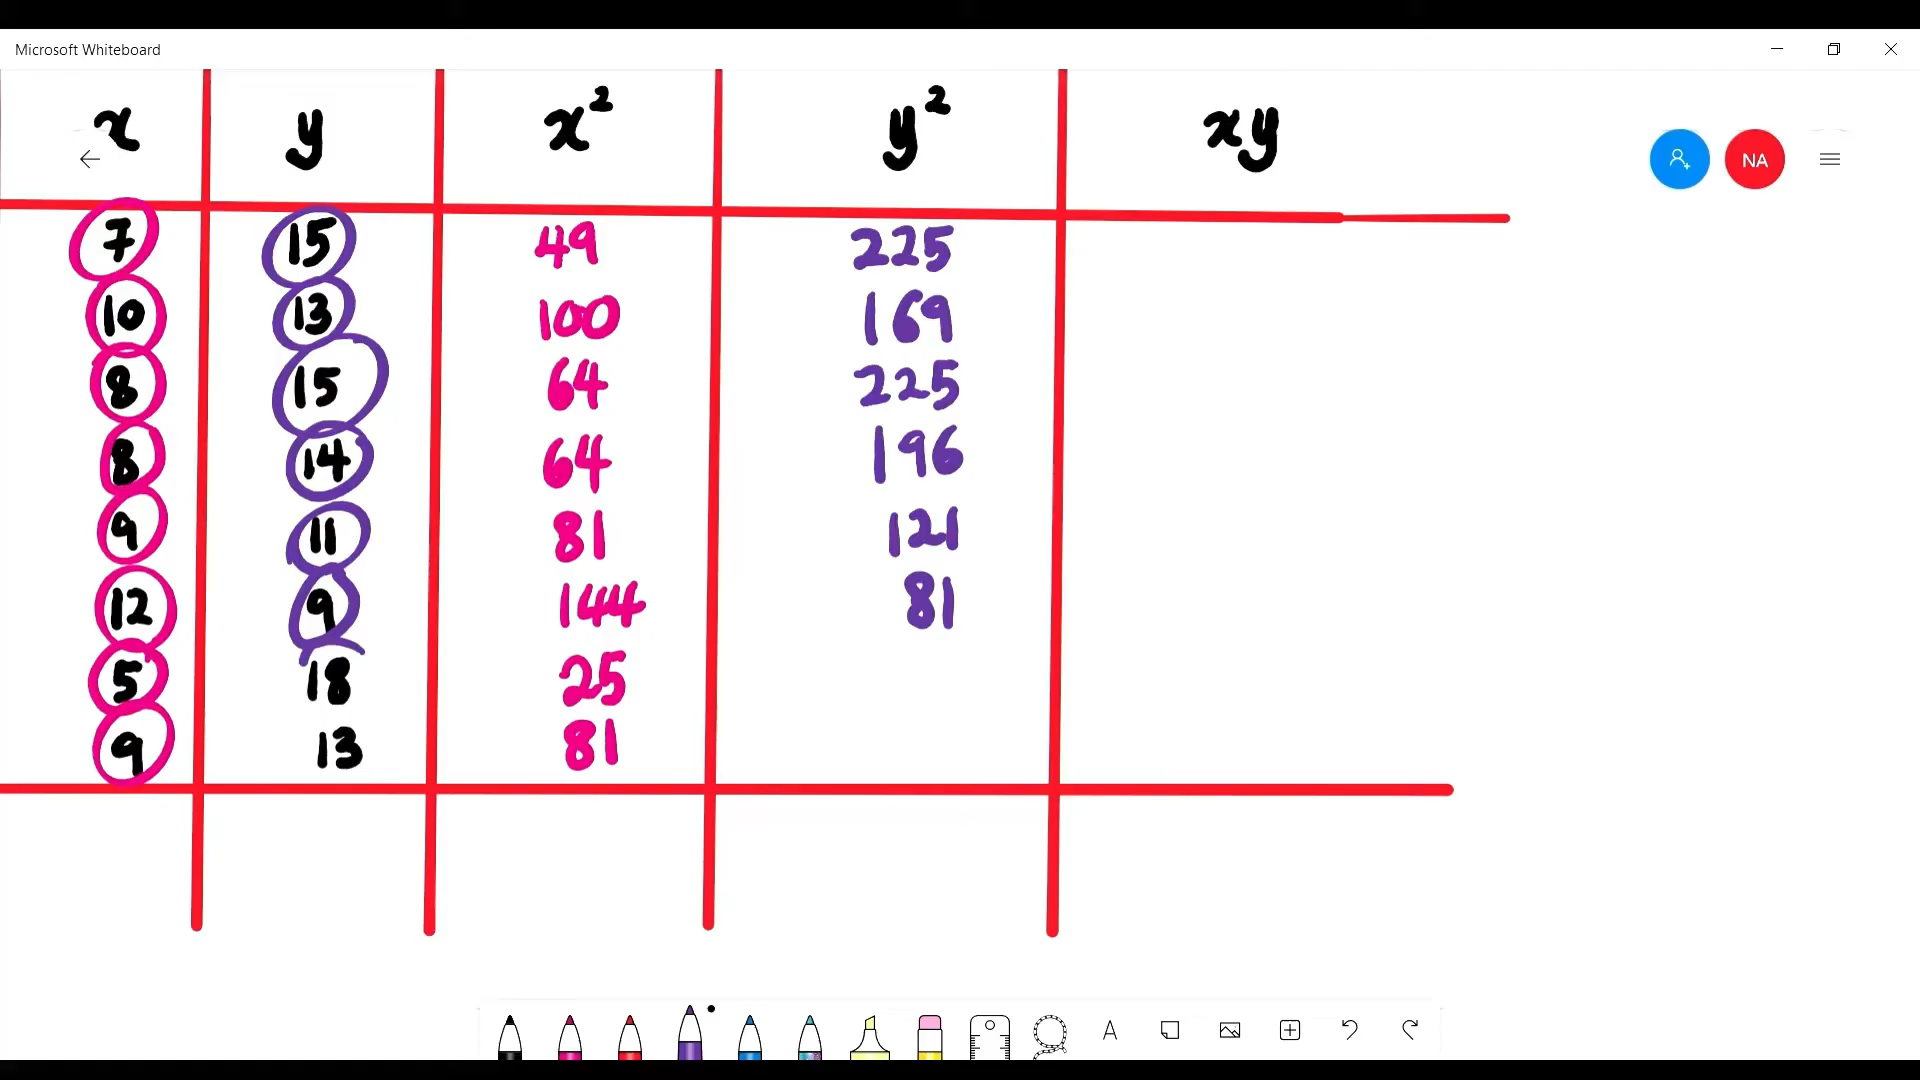 Microsoft Whiteboard
x y x² y² xy
NA
7 15 49 225
10 13 100 169
8 15 64 225
8 14 64 196
9 11 81 121
12 9 144 81
5 18 25
9 13 81
A